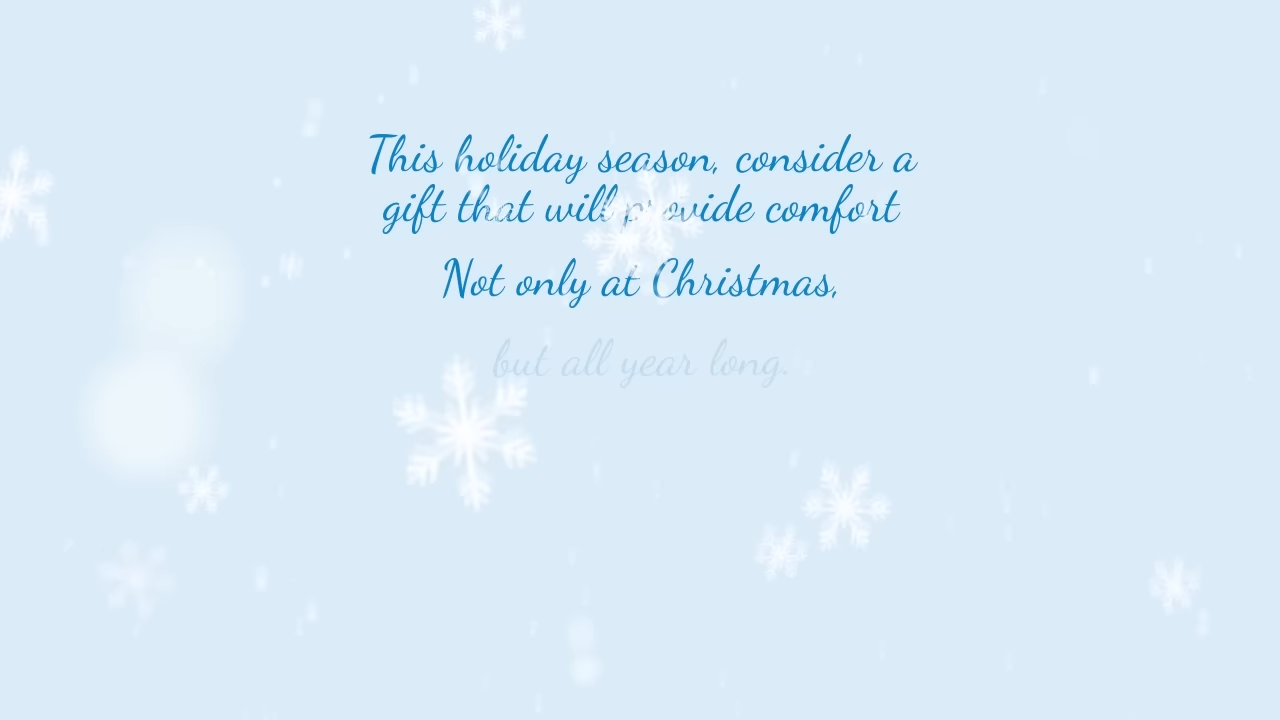 This holiday season, consider a
gift that will provide comfort
Not only at Christmas,
but all year long.